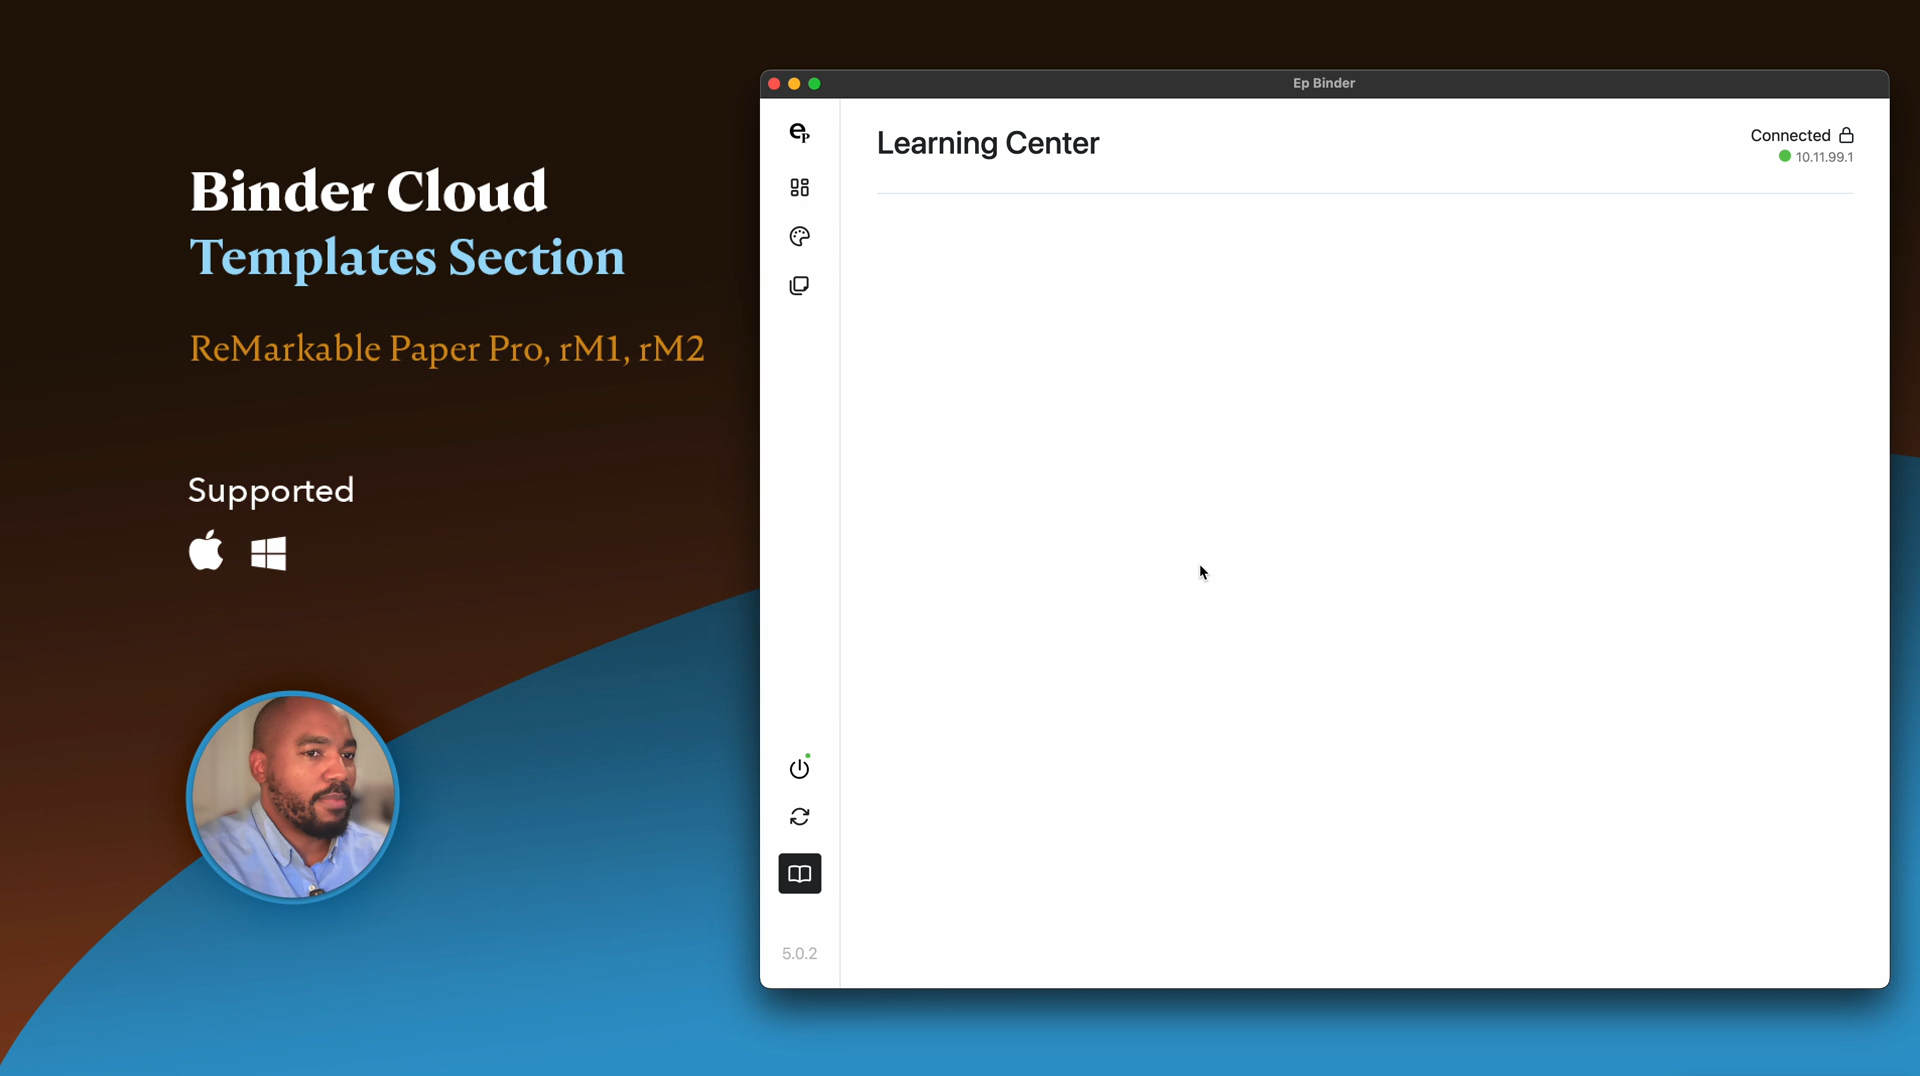 Binder Cloud
Templates Section
ReMarkable Paper Pro, rM1, rM2
Supported
Ep Binder
eP
Learning Center
Connected
10.11.99.1
5.0.2